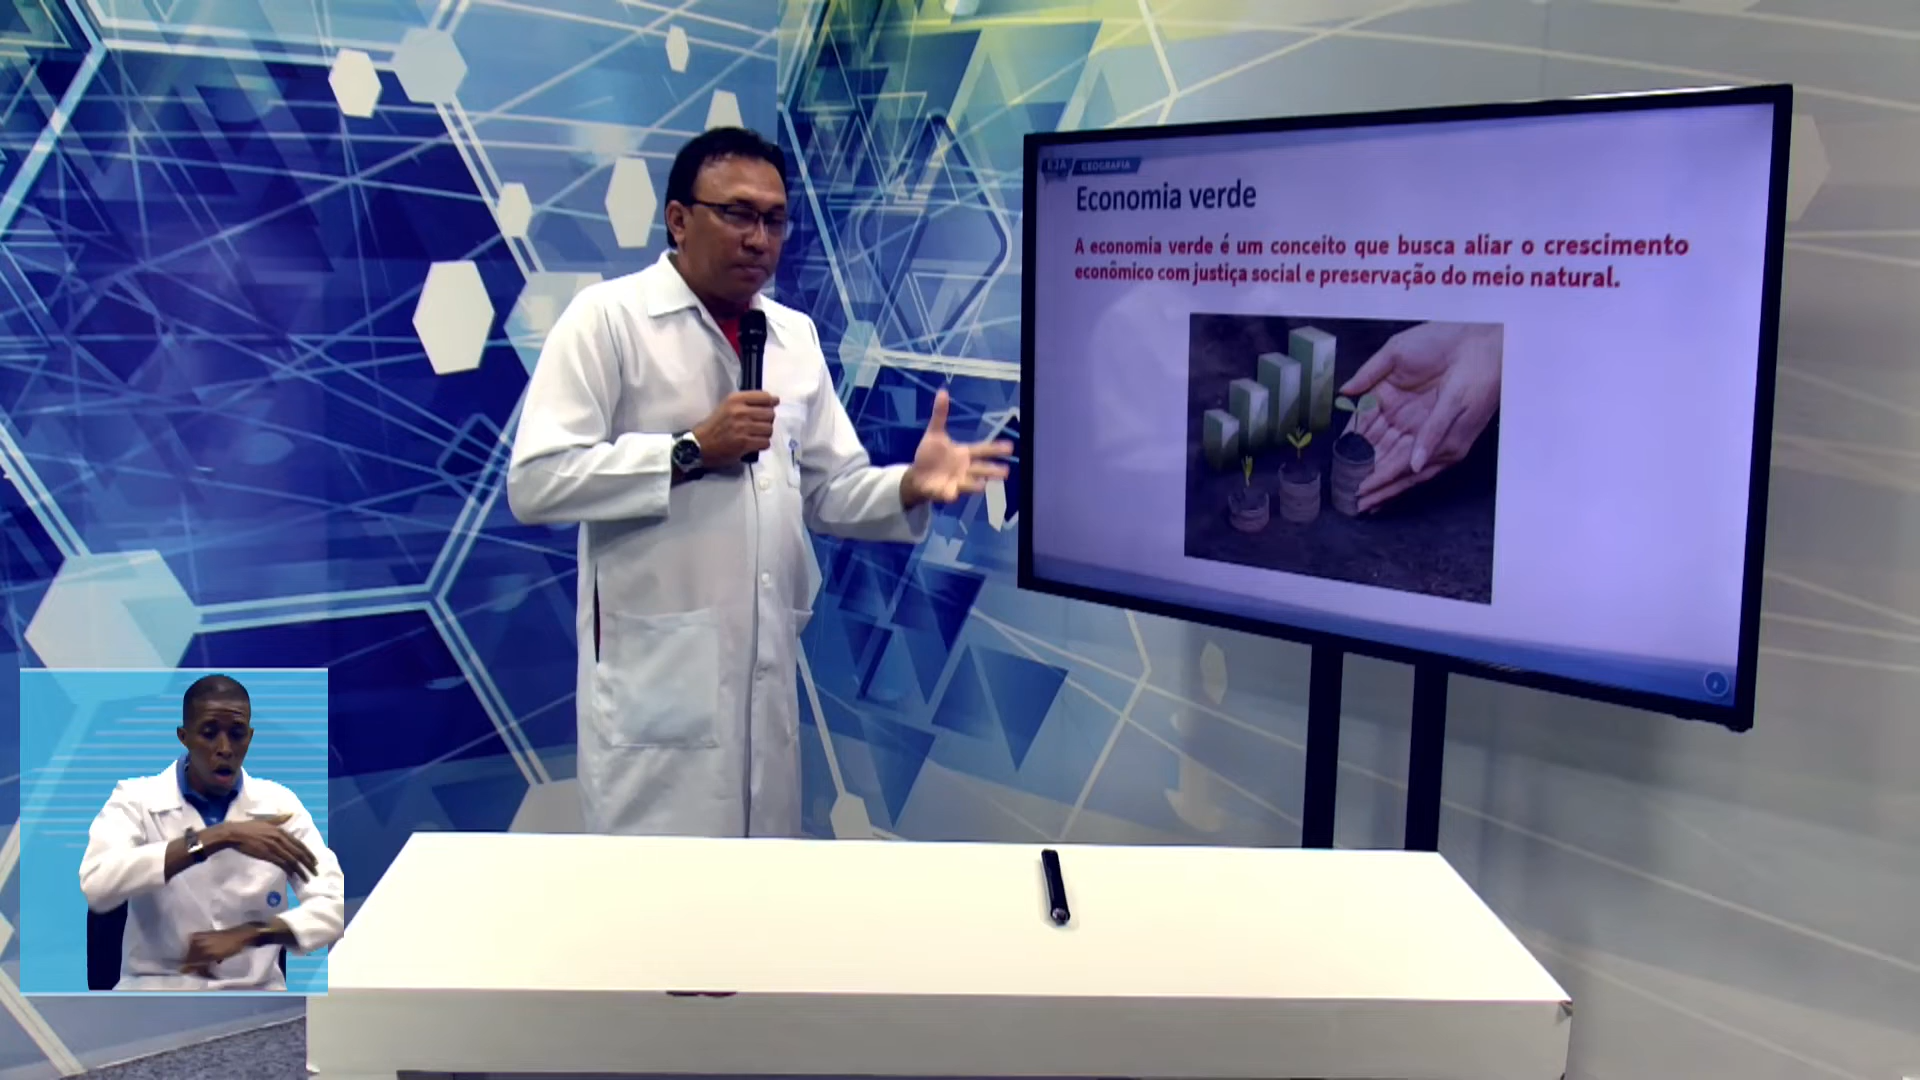 EJA GEOGRAFIA
Economia verde
A economia verde é um conceito que busca aliar o crescimento
econômico com justiça social e preservação do meio natural.